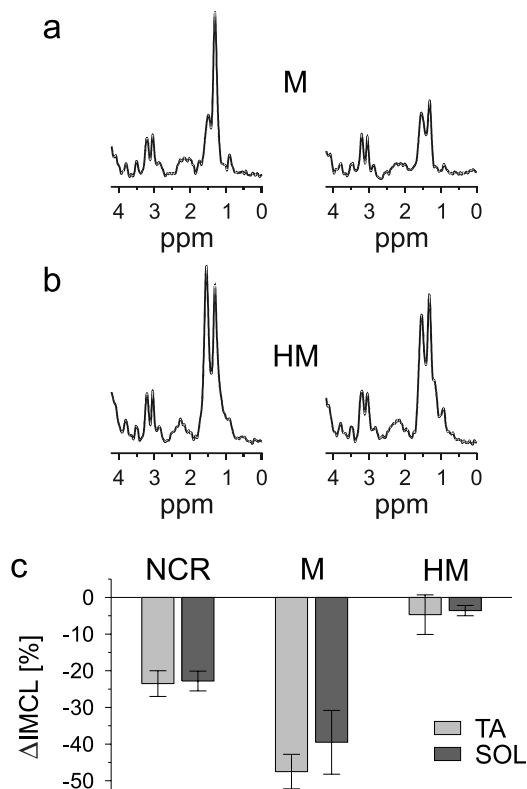 a
M
4 3 2 1 0 4 3 2 1 0
ppm ppm
b
HM
4 3 2 1 0 4 3 2 1 0
ppm ppm
c
NCR M HM
0
-10
-20
-30
-40
-50
ΔIMCL [%]
TA
SOL